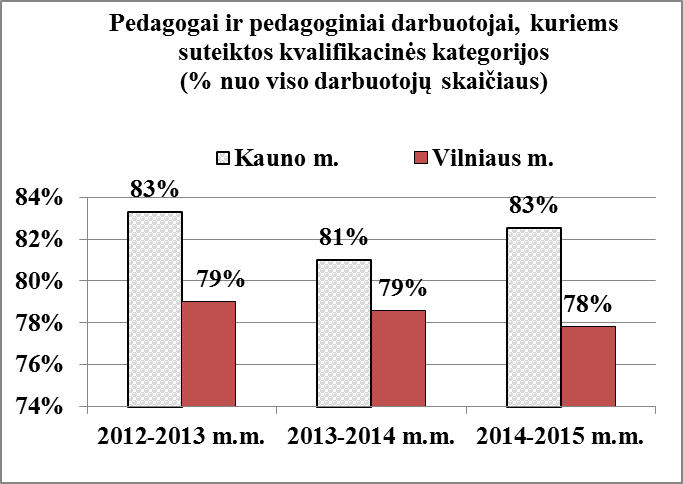 Pedagogai ir pedagoginiai darbuotojai, kuriems
suteiktos kvalifikacinės kategorijos
(% nuo viso darbuotojų skaičiaus)
Kauno m. Vilniaus m.
84%
82%
80%
78%
76%
74%
83%
79%
81%
79%
83%
78%
2012-2013 m.m. 2013-2014 m.m. 2014-2015 m.m.